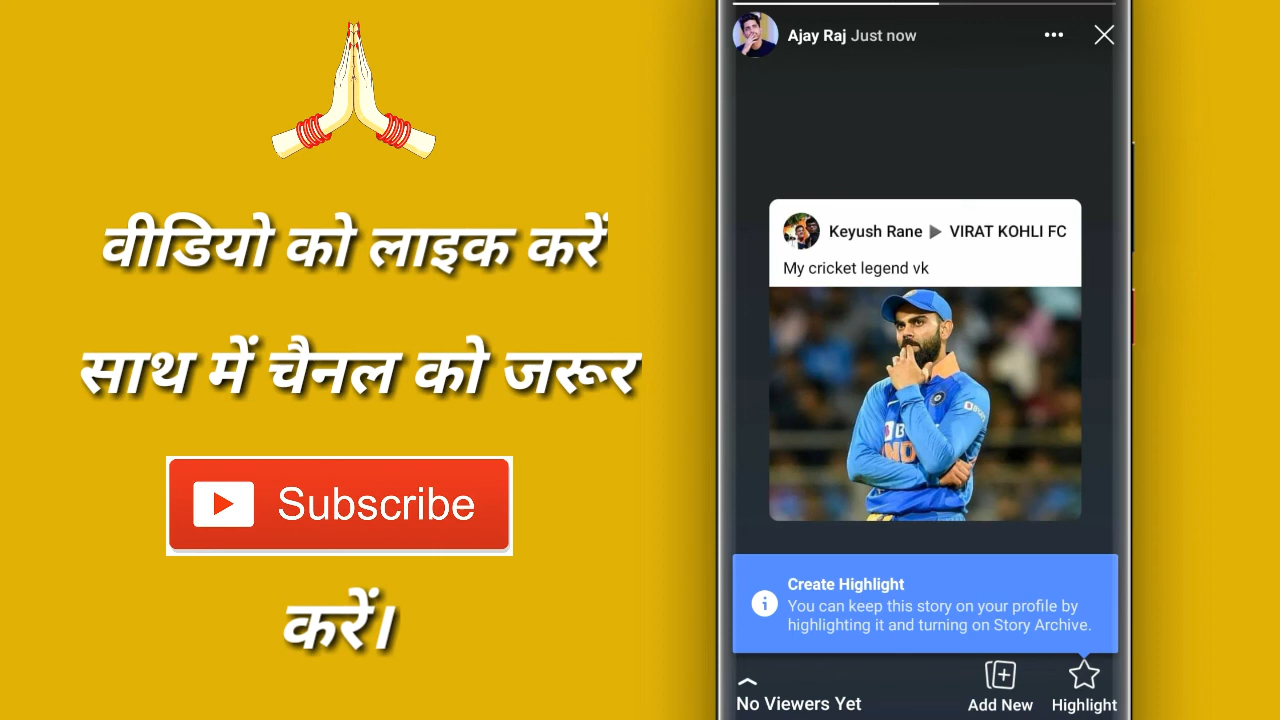 वीडियो को लाइक करें
साथ में चैनल को जरूर
Subscribe
करें।
Ajay Raj Just now
Keyush Rane ▶ VIRAT KOHLI FC
My cricket legend vk
IND
Create Highlight
You can keep this story on your profile by
highlighting it and turning on Story Archive.
No Viewers Yet
Add New
Highlight